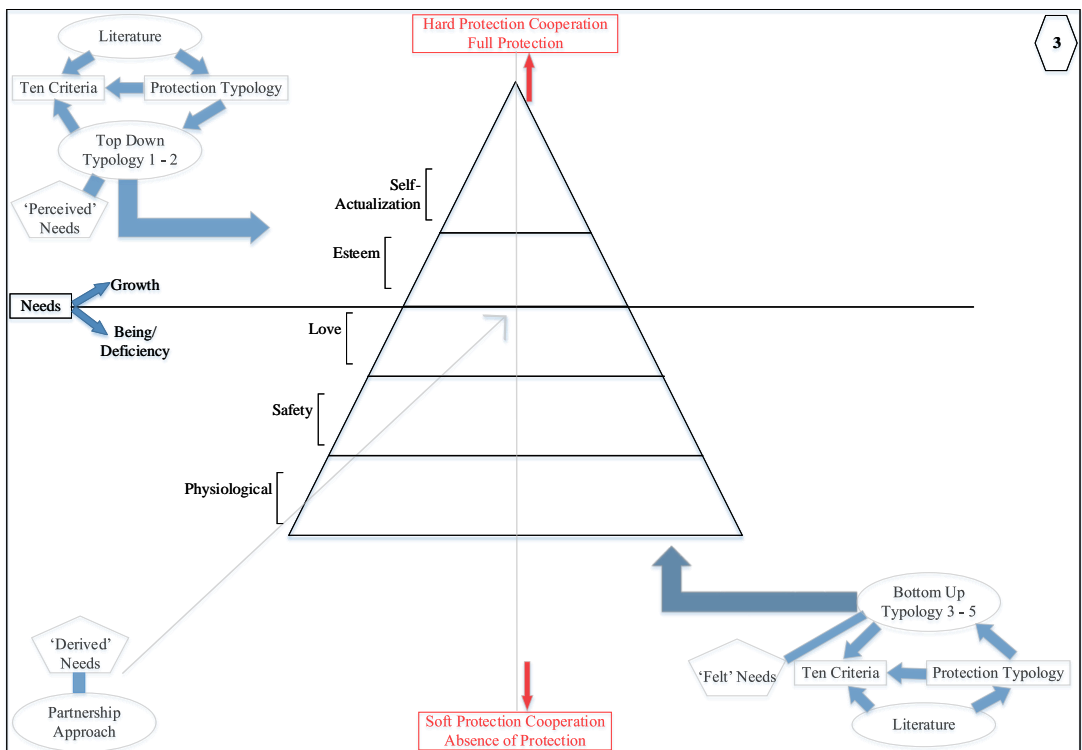 Hard Protection Cooperation
Full Protection
3
Literature
Ten Criteria
Protection Typology
Top Down
Typology 1 - 2
‘Perceived’
Needs
Self-
Actualization
Esteem
Needs
Growth
Being/
Deficiency
Love
Safety
Physiological
‘Derived’
Needs
Partnership
Approach
Soft Protection Cooperation
Absence of Protection
Bottom Up
Typology 3 - 5
‘Felt’ Needs
Ten Criteria
Protection Typology
Literature